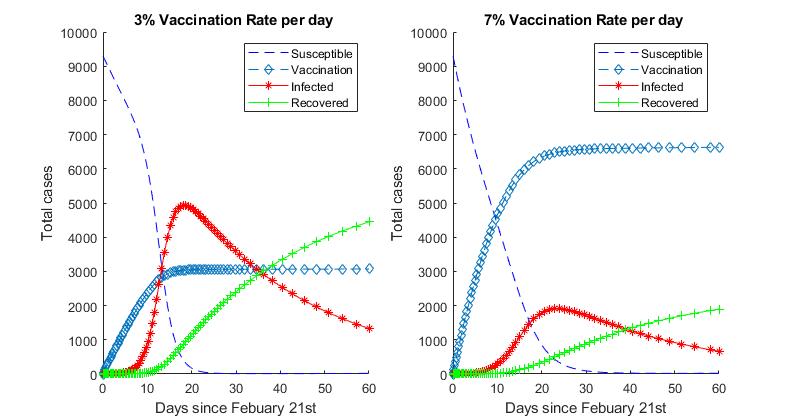 3% Vaccination Rate per day
10000
9000
8000
7000
6000
5000
4000
3000
2000
1000
0
Total cases
Susceptible
Vaccination
Infected
Recovered
0 10 20 30 40 50 60
Days since Febuary 21st
7% Vaccination Rate per day
10000
9000
8000
7000
6000
5000
4000
3000
2000
1000
0
Total cases
Susceptible
Vaccination
Infected
Recovered
0 10 20 30 40 50 60
Days since Febuary 21st